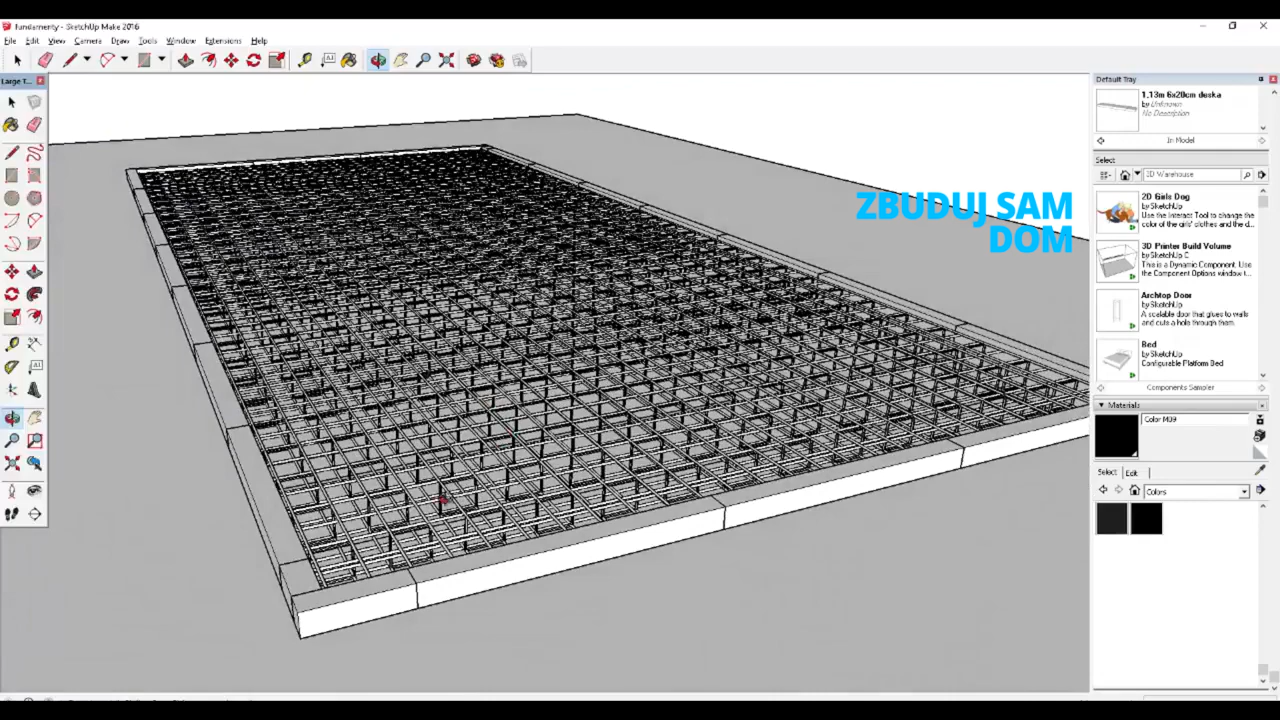 fundamenty - SketchUp Make 2016
File Edit View Camera Draw Tools Window Extensions Help
Large T...
Default Tray
1,13m 6x20cm deska
by Unknown
No Description
In Model
Select
3D Warehouse
2D Girls Dog
by SketchUp
Use the Interact Tool to change the
color of the girls' clothes and the d...
3D Printer Build Volume
by SketchUp C
This is a Dynamic Component. Use
the Component Options window t...
Archtop Door
by SketchUp
A scalable door that glues to walls
and cuts a hole through them.
Bed
by SketchUp
Configurable Platform Bed
Components Sampler
Materials
Color M09
Select Edit
Colors
ZBUDUJ SAM
DOM